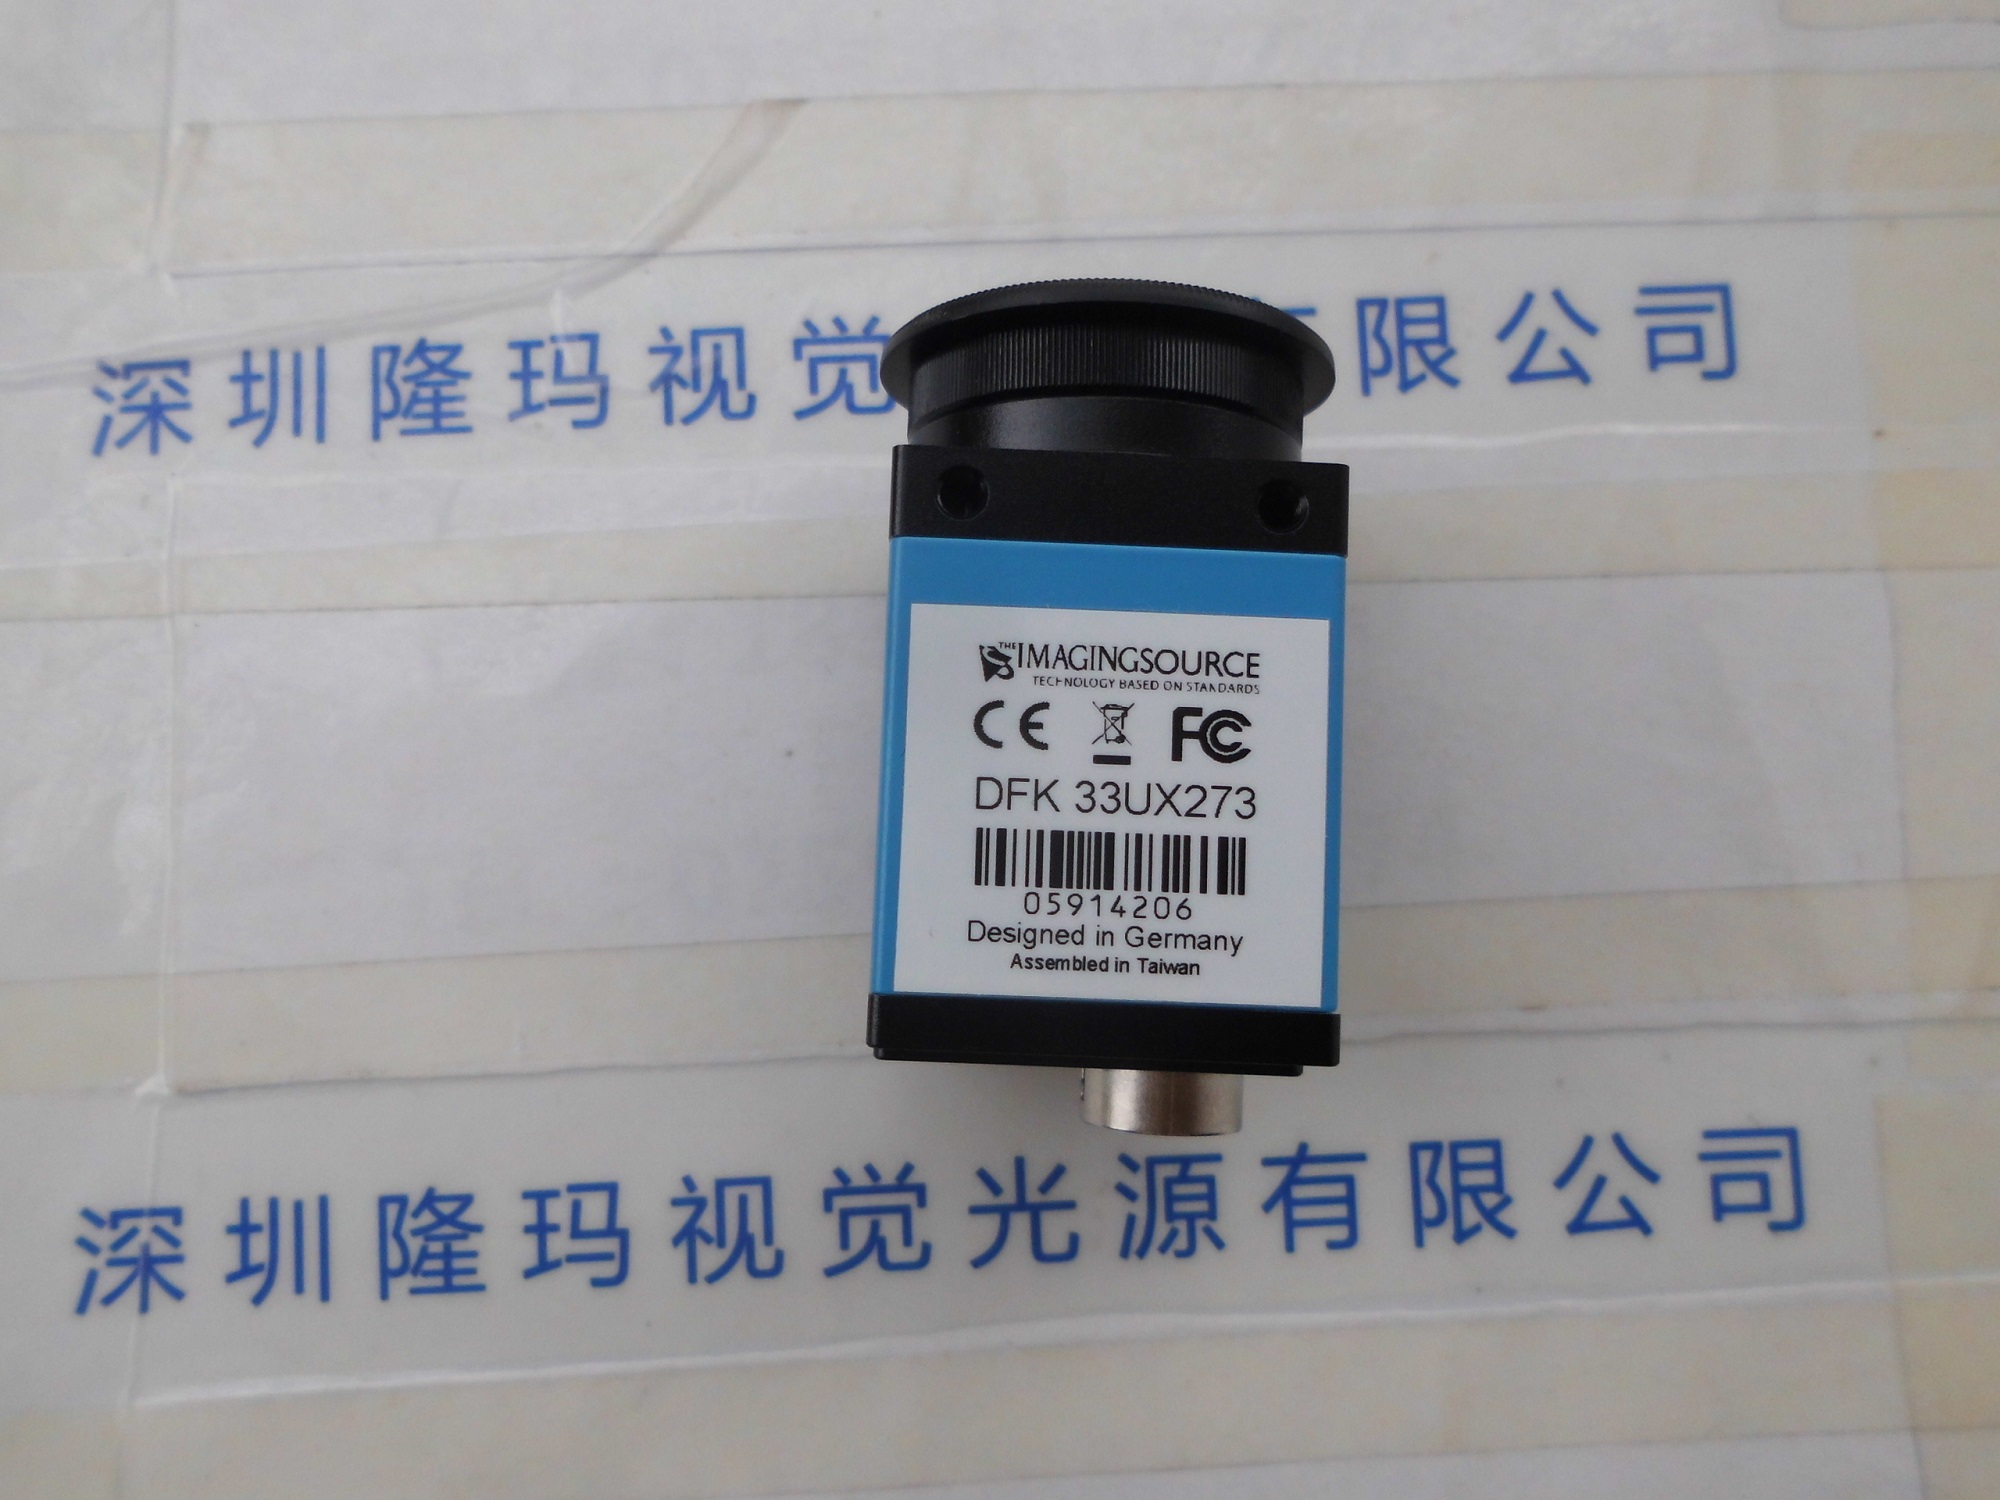 深圳隆玛视觉有限公司
THE IMAGINGSOURCE
TECHNOLOGY BASED ON STANDARDS
CE FC
DFK 33UX273
05914206
Designed in Germany
Assembled in Taiwan
深圳隆玛视觉光源有限公司